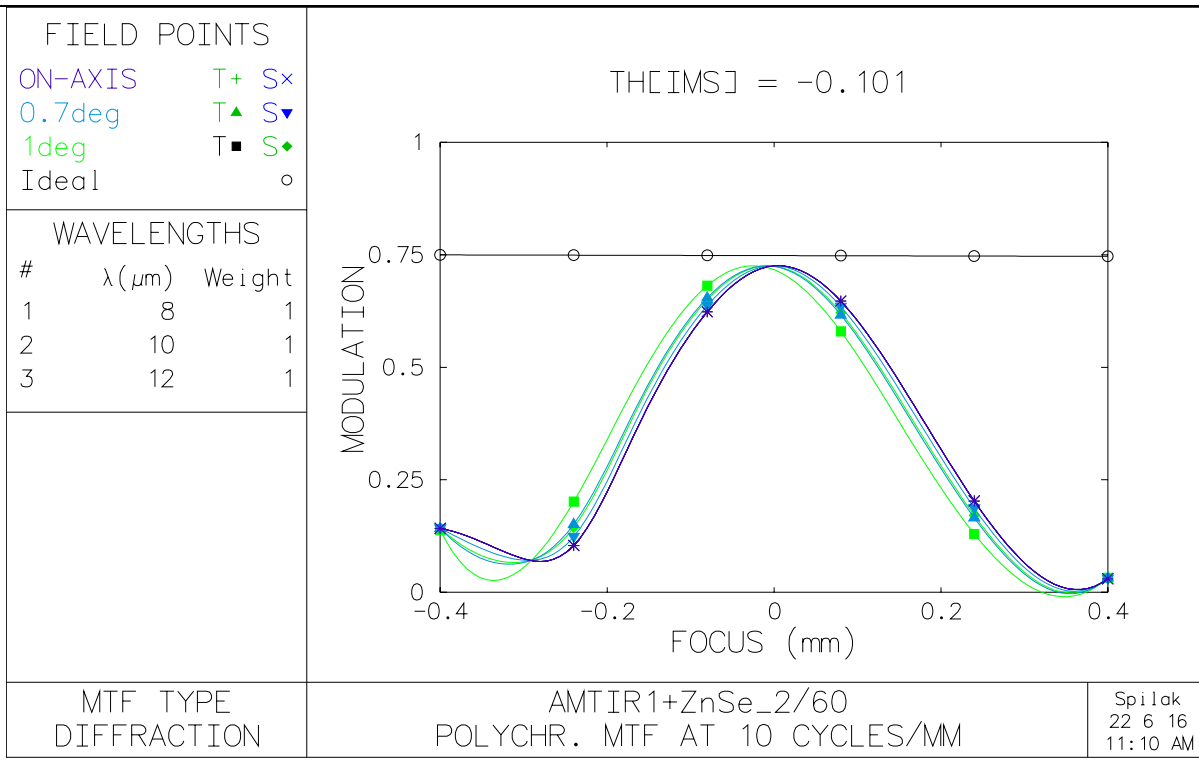 FIELD POINTS
ON-AXIS T+ S×
0.7deg T▲ S▼
1deg T■ S◆
Ideal ○
WAVELENGTHS
# λ(μm) Weight
1 8 1
2 10 1
3 12 1
TH[IMS] = -0.101
1
0.75
0.5
0.25
0
MODULATION
-0.4 -0.2 0 0.2 0.4
FOCUS (mm)
MTF TYPE
DIFFRACTION
AMTIR1+ZnSe_2/60
POLYCHR. MTF AT 10 CYCLES/MM
Spilak
22 6 16
11:10 AM